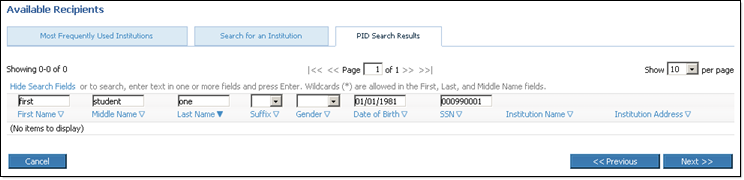 Available Recipients
Most Frequently Used Institutions Search for an Institution PID Search Results
Showing 0-0 of 0 |<< << Page 1 of 1 >> >>| Show 10 per page
Hide Search Fields or to search, enter text in one or more fields and press Enter. Wildcards (*) are allowed in the First, Last, and Middle Name fields.
first student one 01/01/1981 000990001
First Name ▽ Middle Name ▽ Last Name ▼ Suffix ▽ Gender ▽ Date of Birth ▽ SSN ▽ Institution Name ▽ Institution Address ▽
(No items to display)
Cancel << Previous Next >>